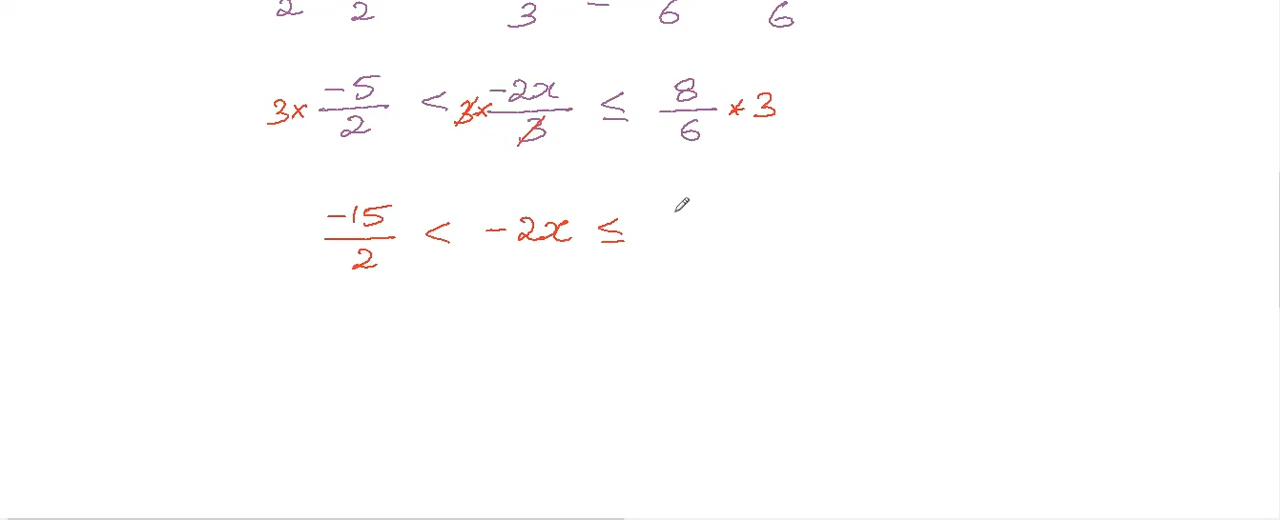 2 2 3 - 6 6
3 × -5/2 < 3 × -2x/3 ≤ 8/6 * 3
-15/2 < -2x ≤